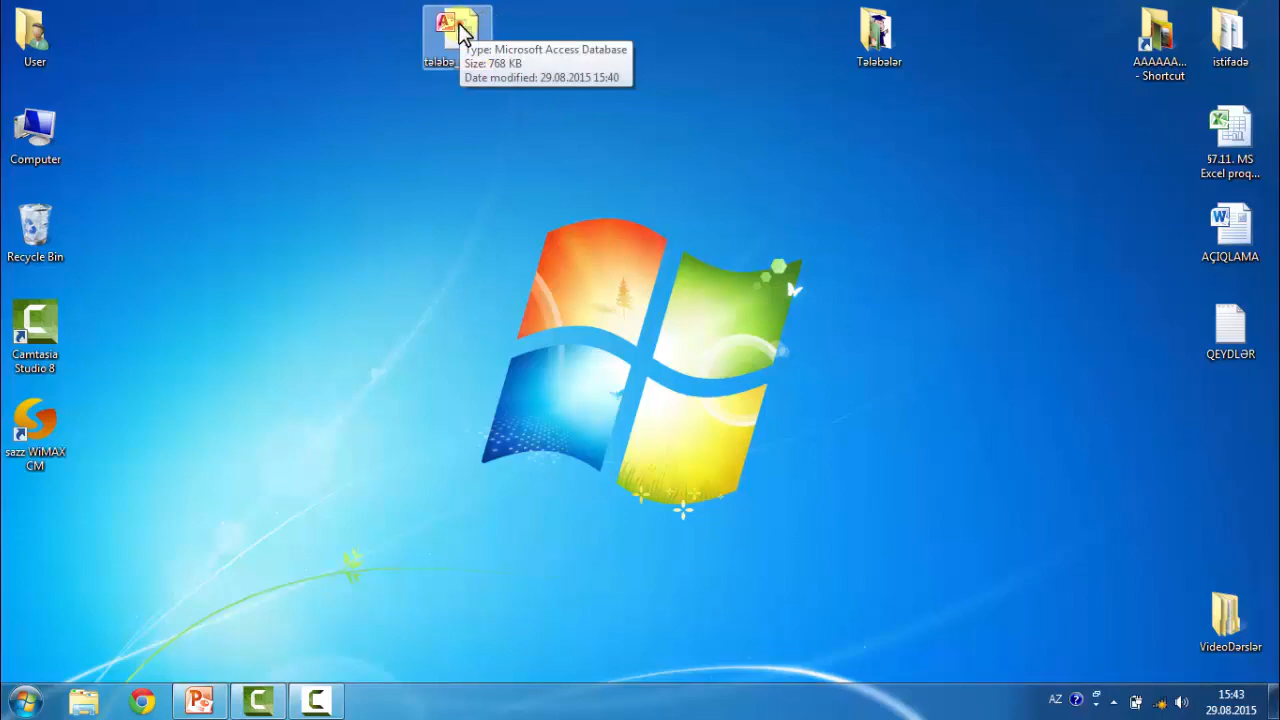 User
Computer
Recycle Bin
Camtasia
Studio 8
sazz WiMAX
CM
tələbə
Type: Microsoft Access Database
Size: 768 KB
Date modified: 29.08.2015 15:40
Tələbələr
AAAAAA...
- Shortcut
istifadə
§7.11. MS
Excel proq...
AÇIQLAMA
QEYDLƏR
VideoDərslər
AZ
15:43
29.08.2015